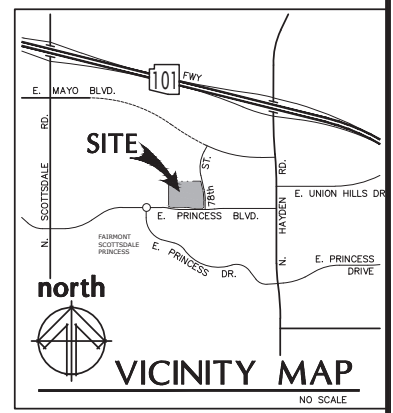 101
FWY
E. MAYO BLVD.
N. SCOTTSDALE RD.
SITE
78th ST.
N. HAYDEN RD.
E. UNION HILLS DR
E. PRINCESS BLVD.
FAIRMONT
SCOTTSDALE
PRINCESS
E. PRINCESS DR.
E. PRINCESS
DRIVE
north
VICINITY MAP
NO SCALE